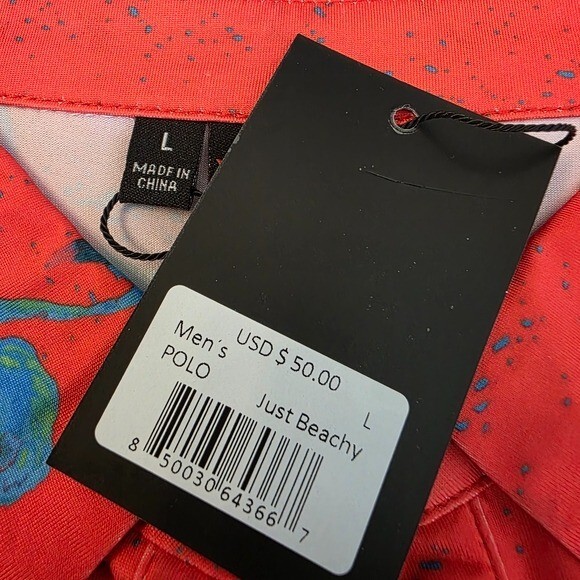 L
MADE IN
CHINA
USD $ 50.00
Men´s
POLO
L
Just Beachy
8 50030 64366 7